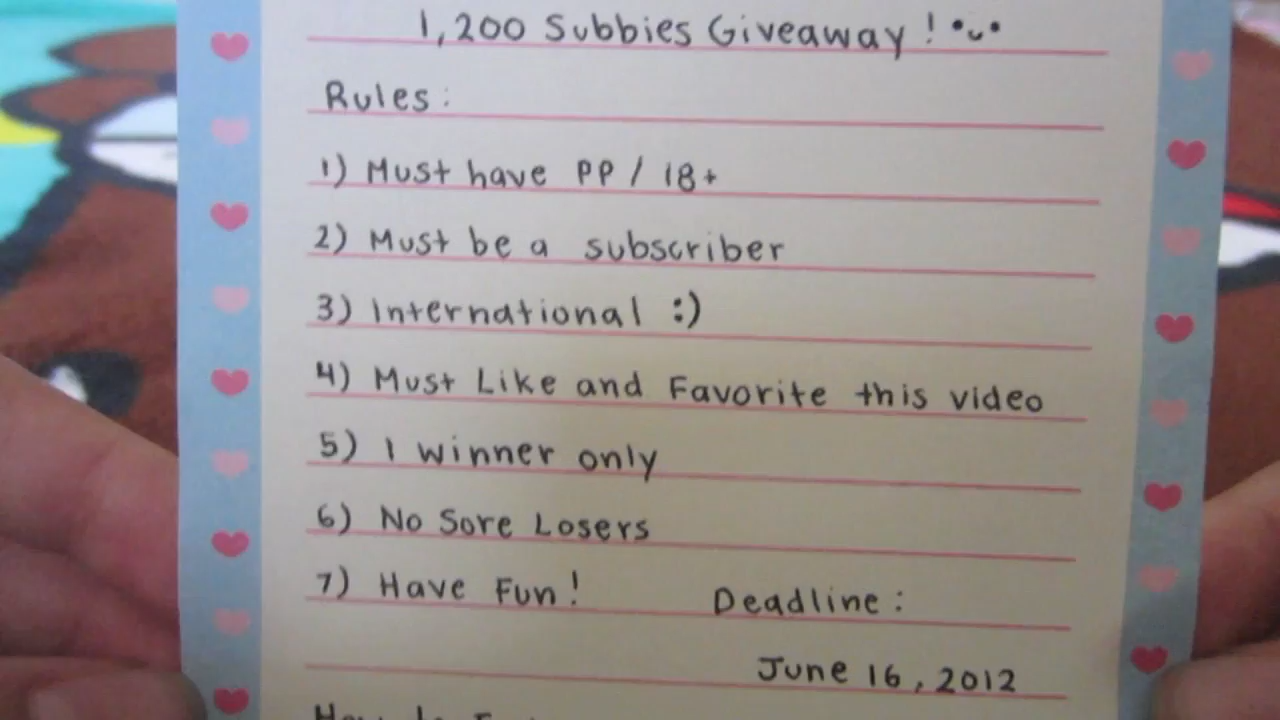 1,200 Subbies Giveaway! •ᴗ•
Rules:
1) Must have PP / 18+
2) Must be a subscriber
3) International :)
4) Must Like and Favorite this video
5) 1 winner only
6) No Sore Losers
7) Have Fun! Deadline:
June 16, 2012